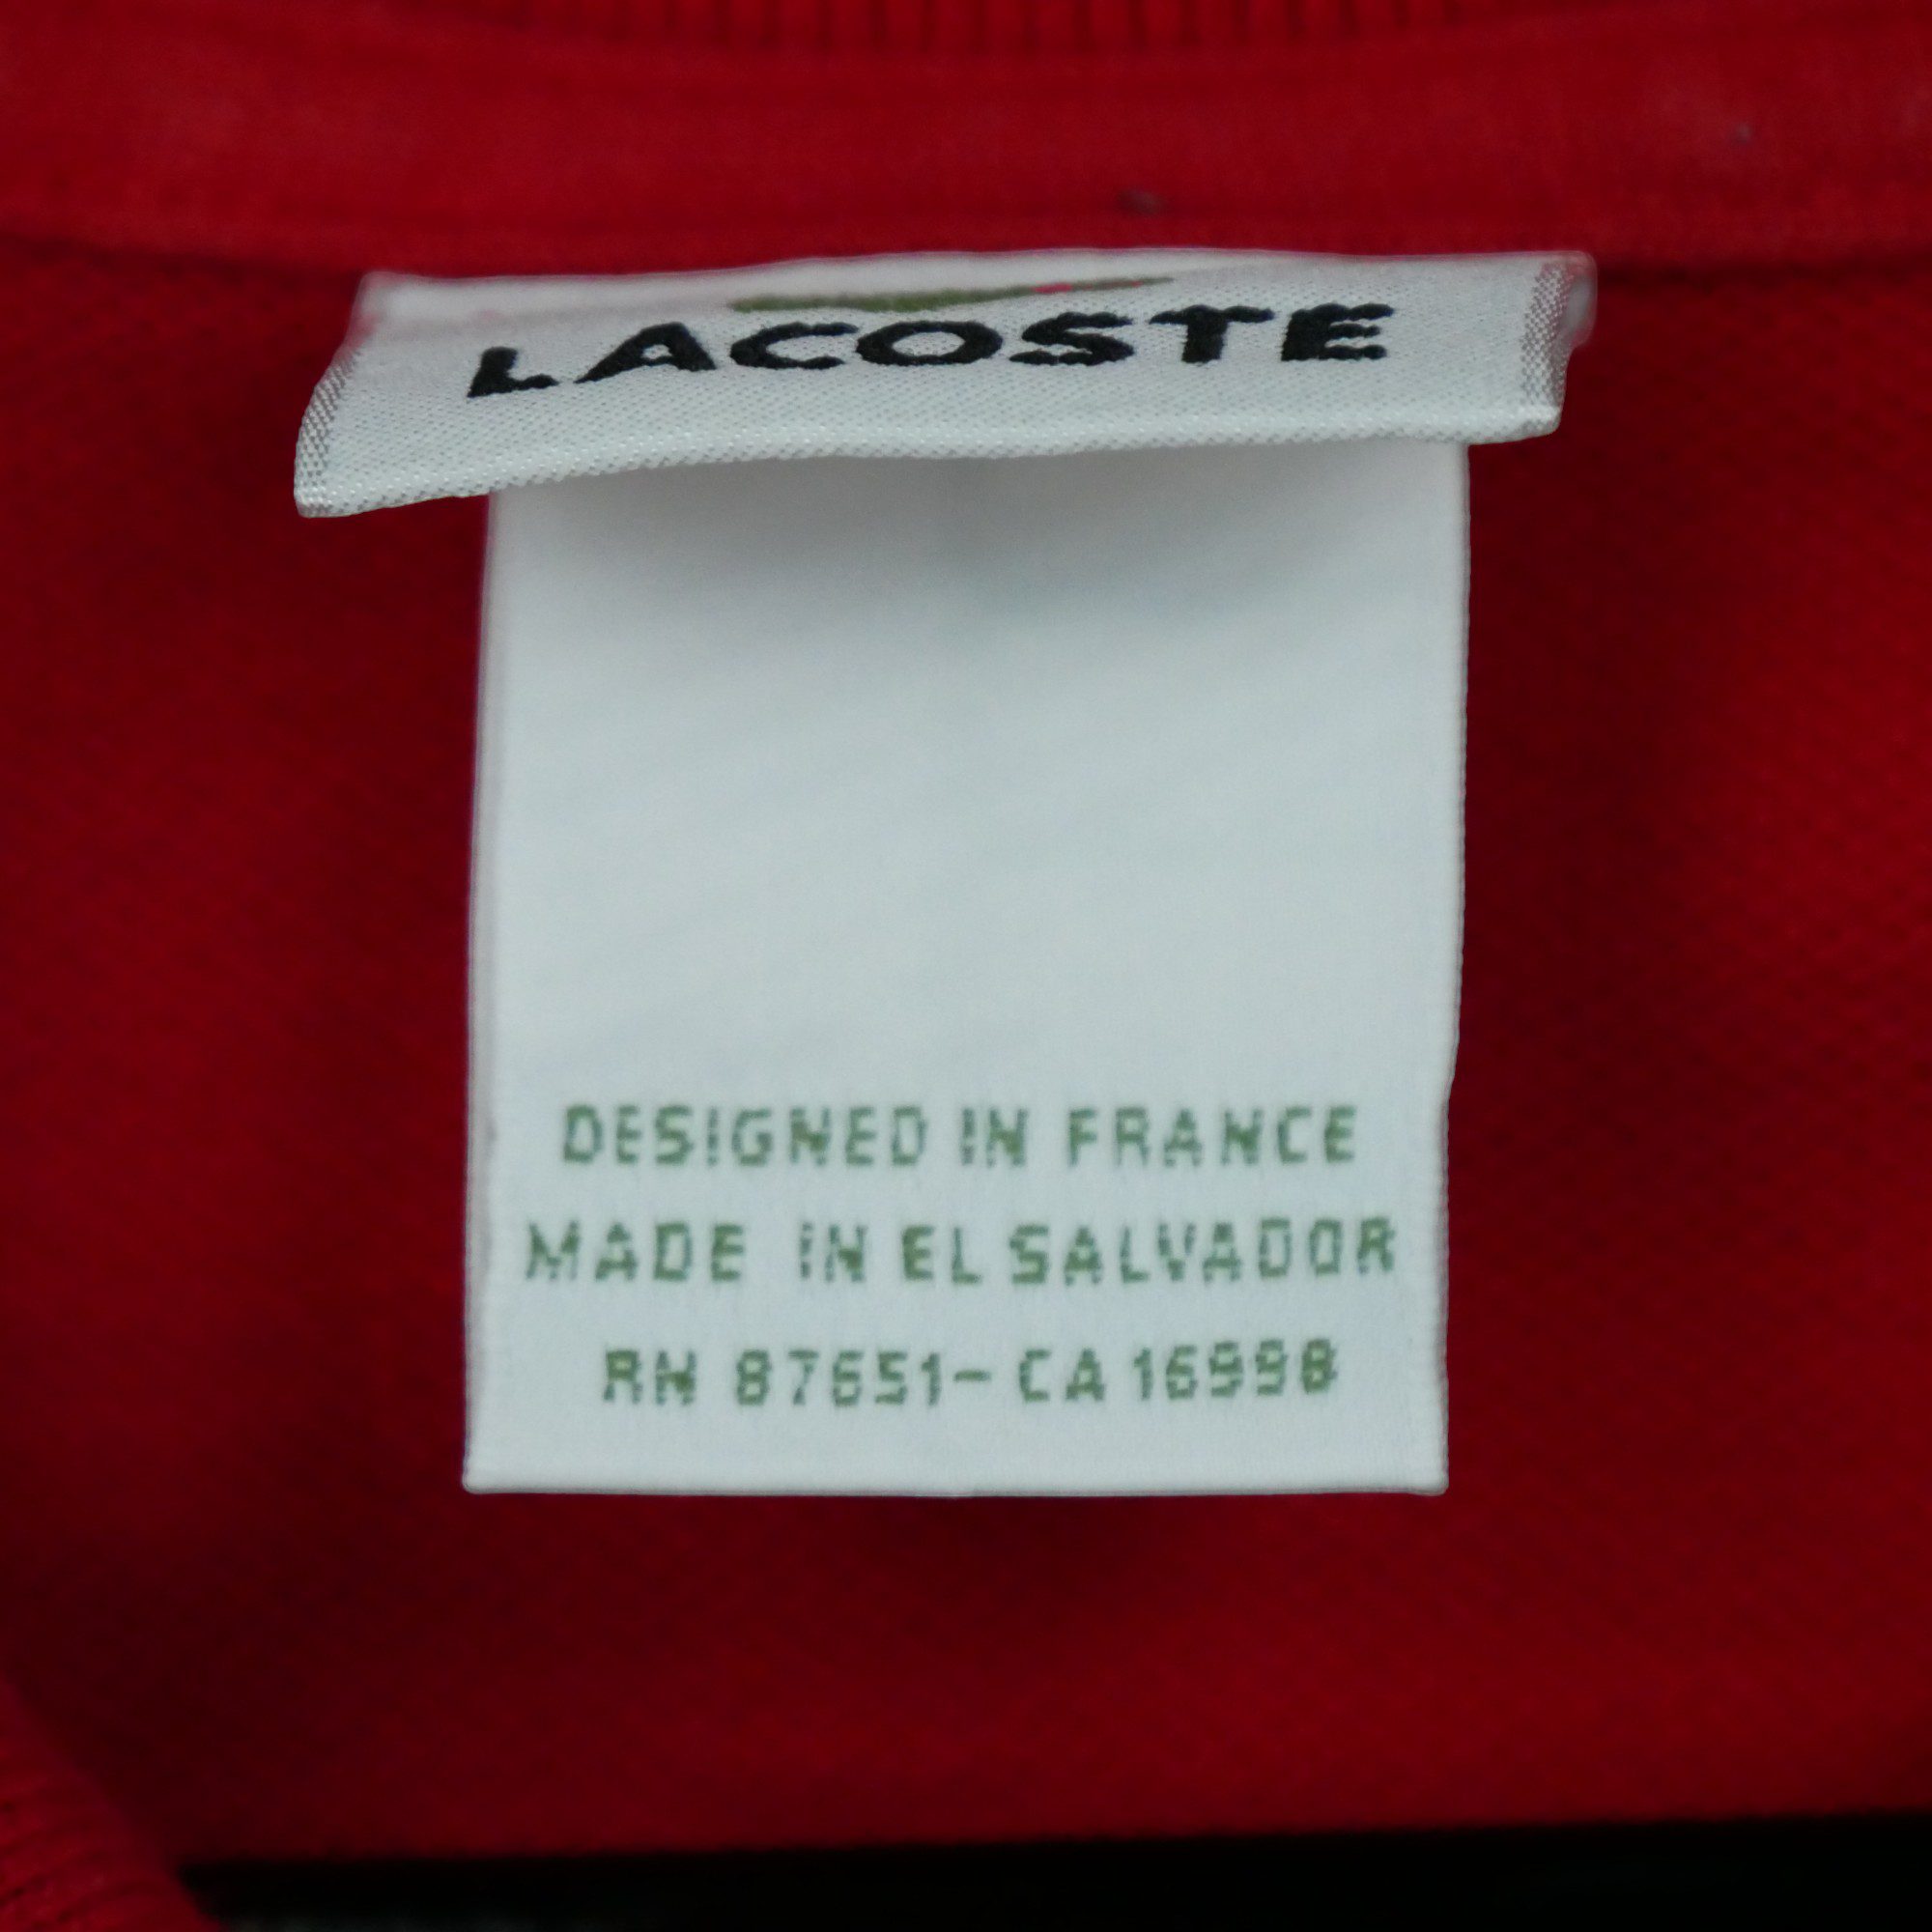 LACOSTE
DESIGNED IN FRANCE
MADE IN EL SALVADOR
RN 87651- CA 16998